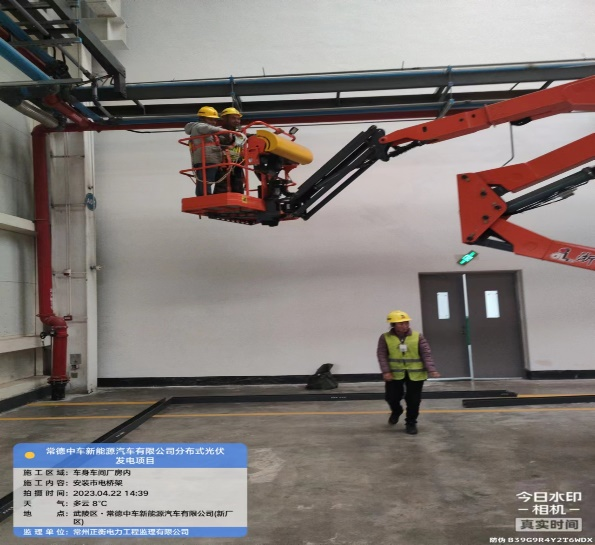 浙
常德中车新能源汽车有限公司分布式光伏
发电项目
施工区域：车身车间厂房内
施工内容：安装市电桥架
拍摄时间：2023.04.22 14:39
天 气：多云 8℃
地 点：武陵区·常德中车新能源汽车有限公司(新厂
区)
监理单位：常州正衡电力工程监理有限公司
今日水印
-相机-
真实时间
防伪 B39G9R4Y2T6WDX